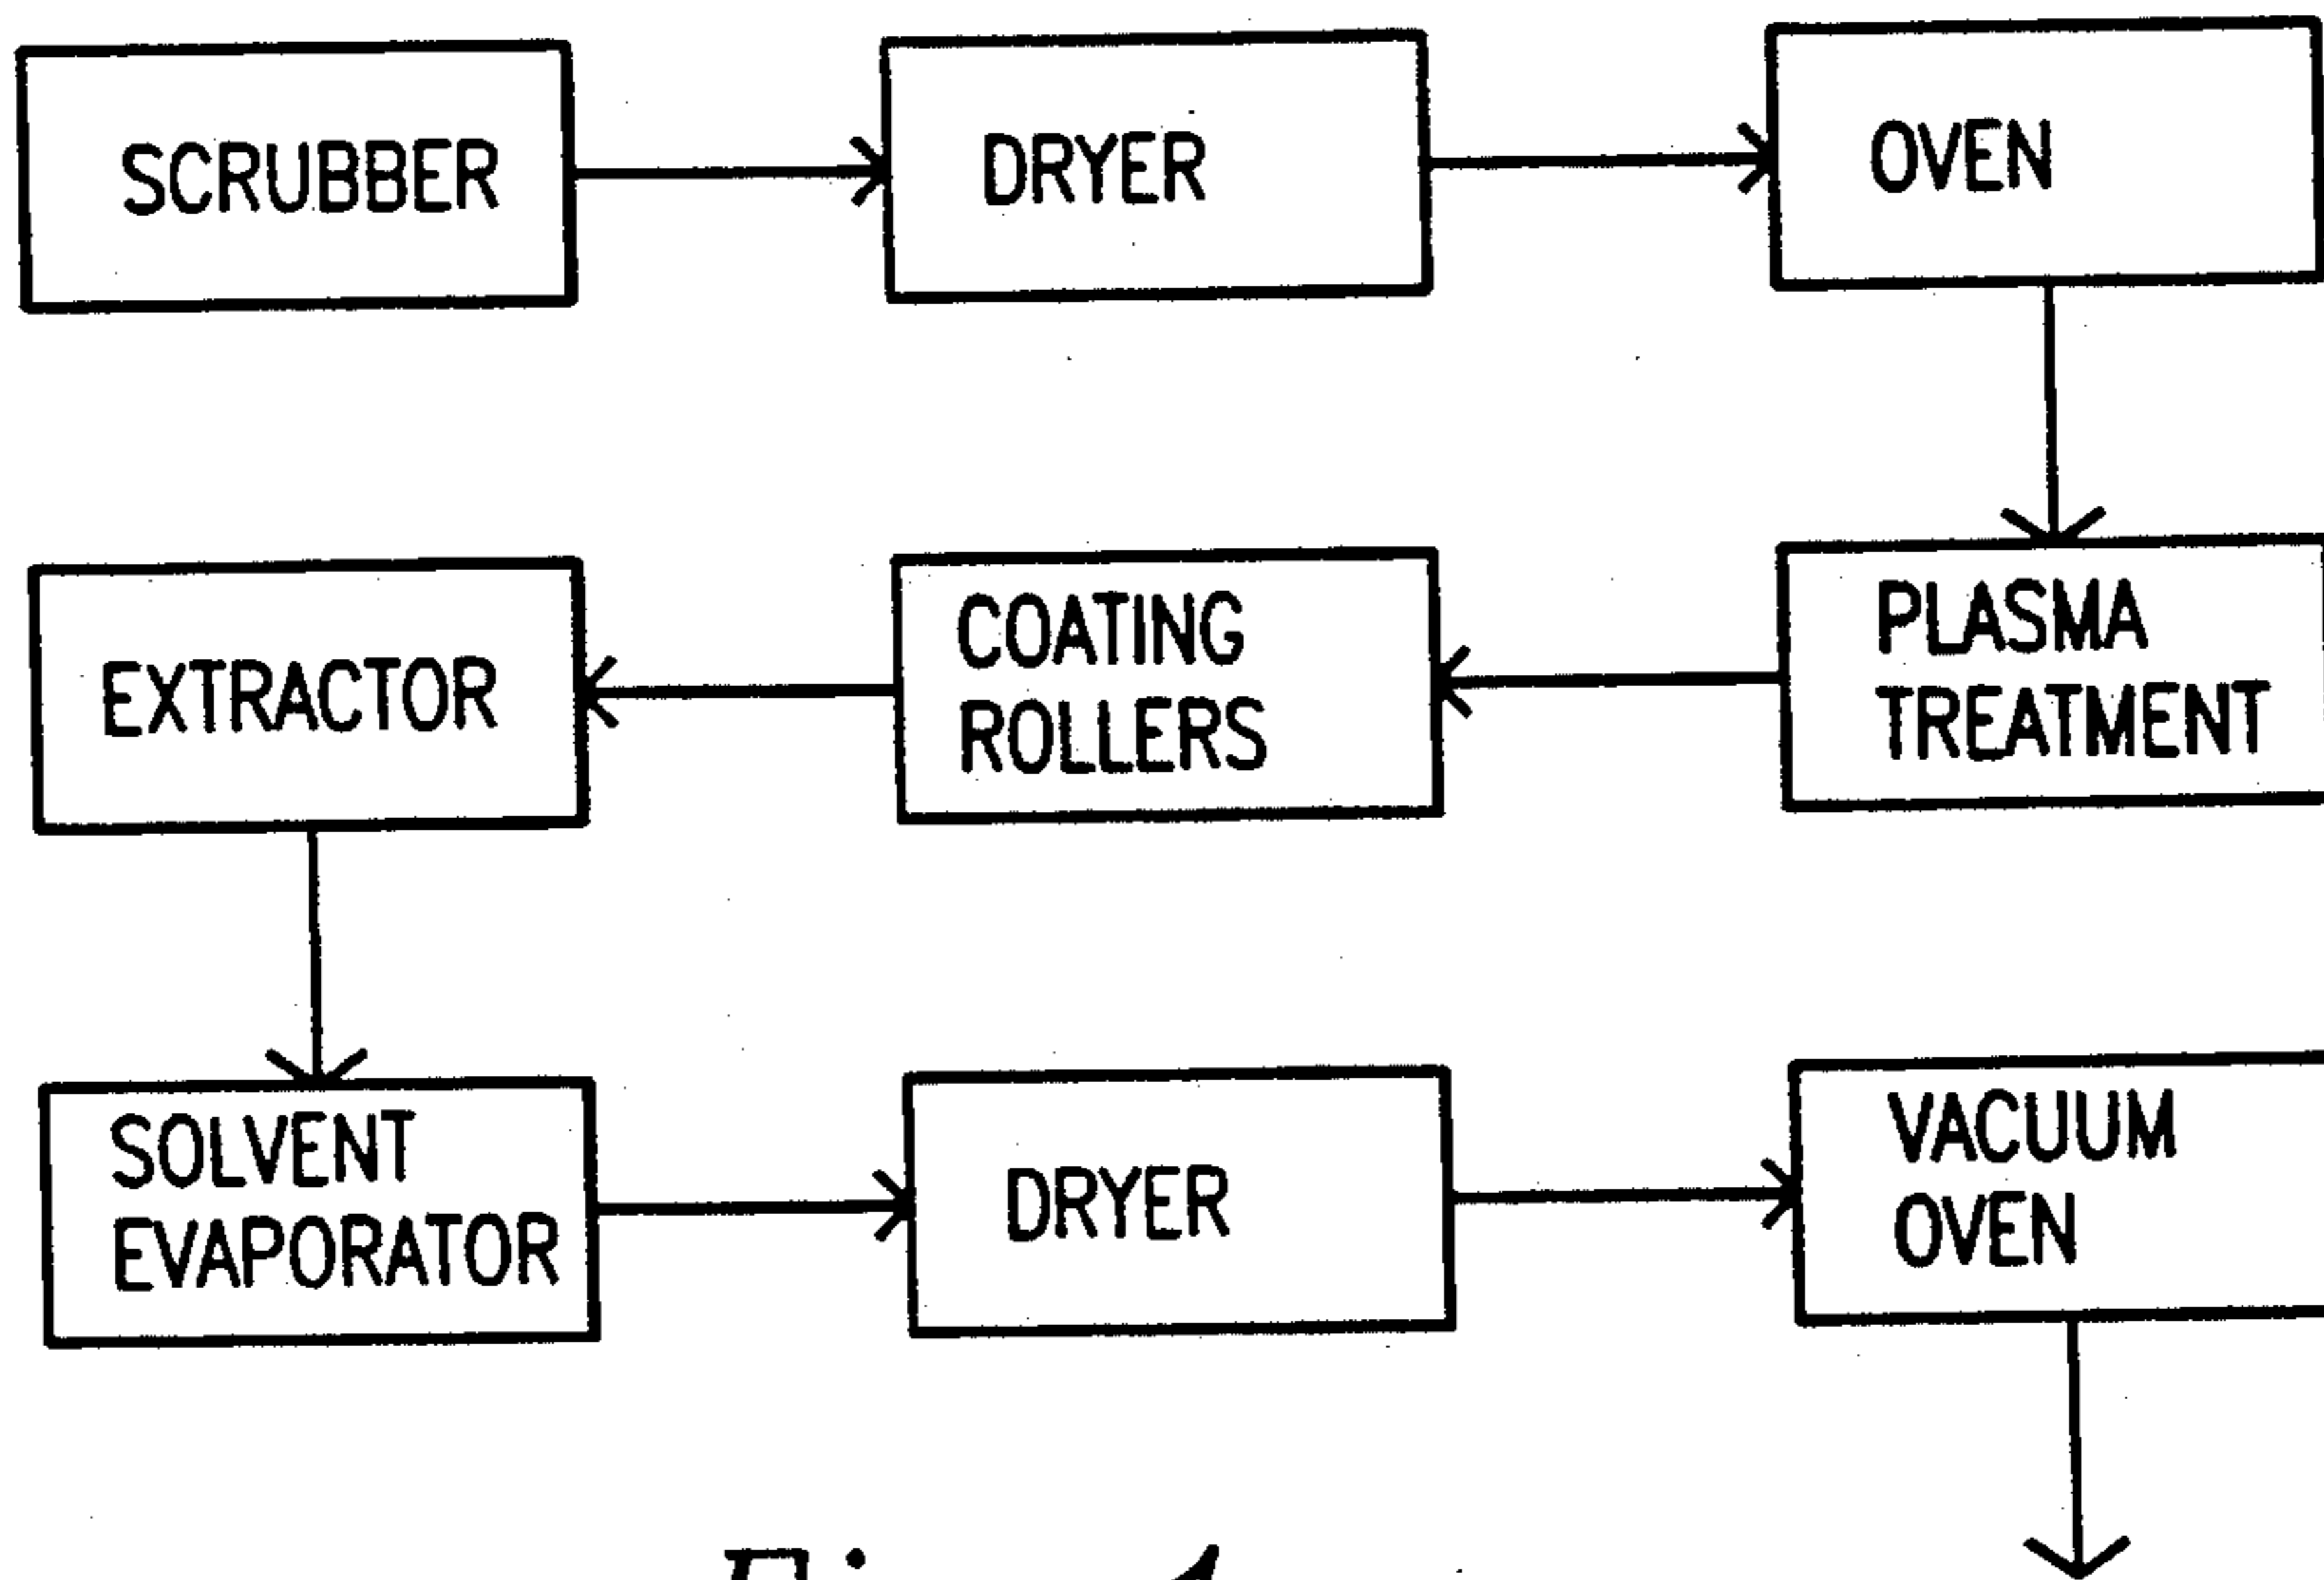 SCRUBBER
DRYER
OVEN
PLASMA
TREATMENT
COATING
ROLLERS
EXTRACTOR
SOLVENT
EVAPORATOR
DRYER
VACUUM
OVEN